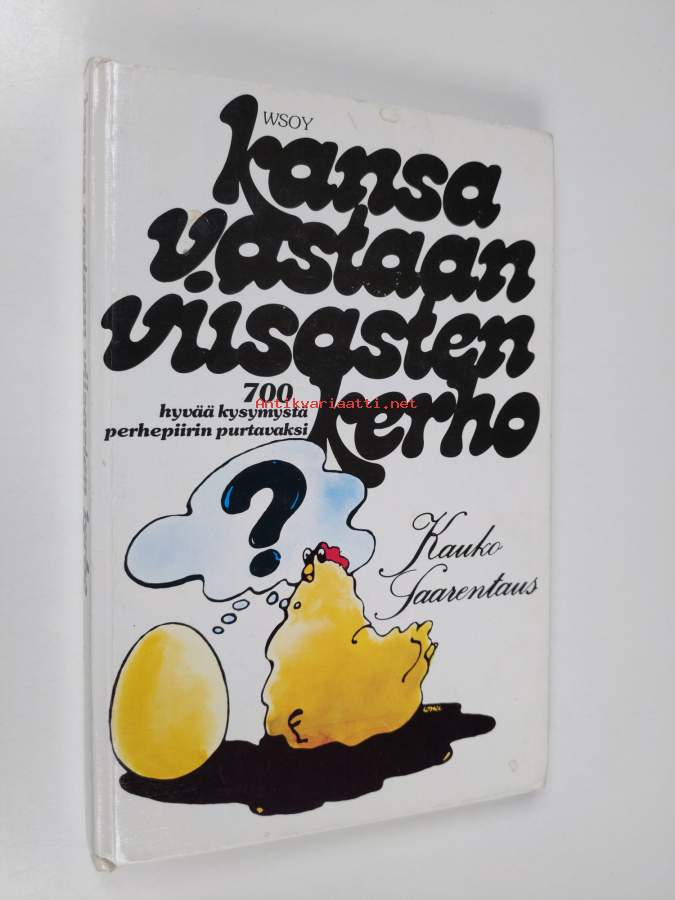 WSOY
kansa
vastaan
viisasten
kerho
700
hyvää kysymystä
perhepiirin purtavaksi
Antikvariaatti.net
Kauko
Saarentaus